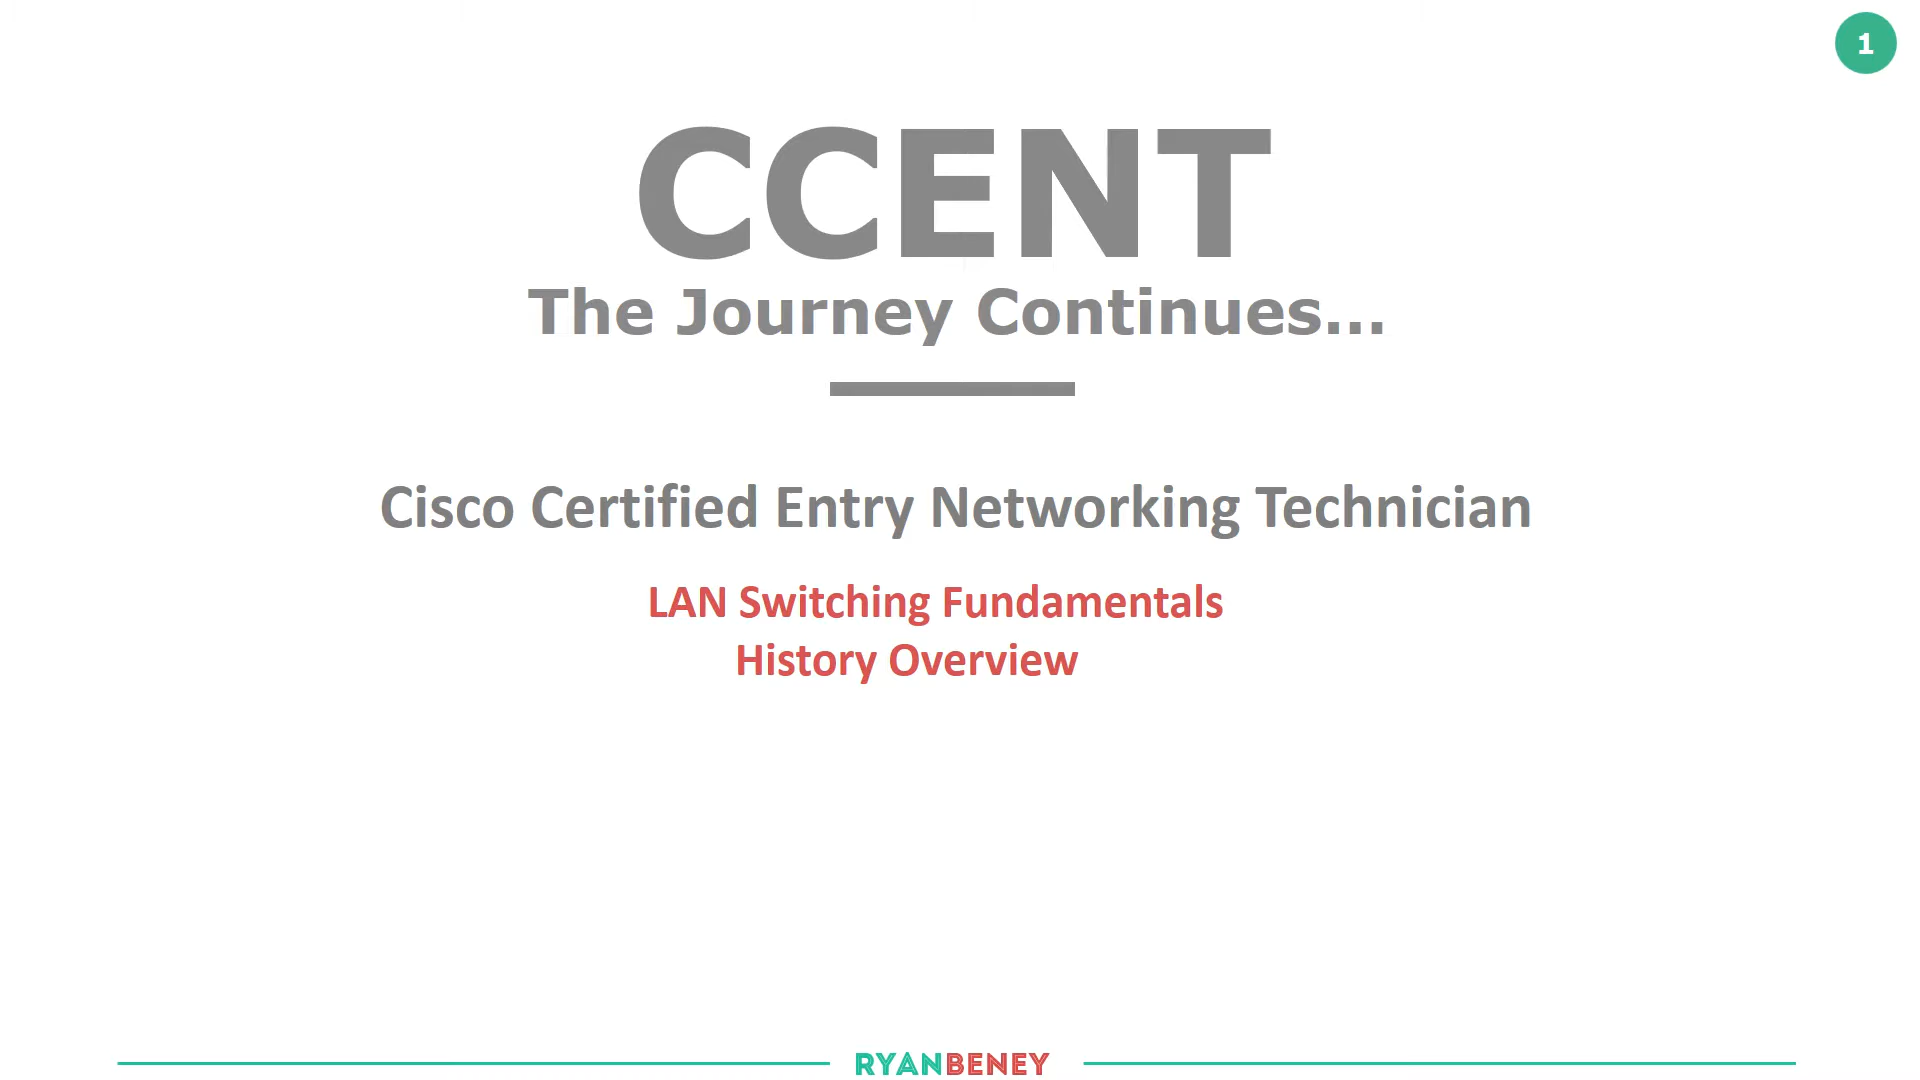 1
CCENT
The Journey Continues...
Cisco Certified Entry Networking Technician
LAN Switching Fundamentals
History Overview
RYANBENEY